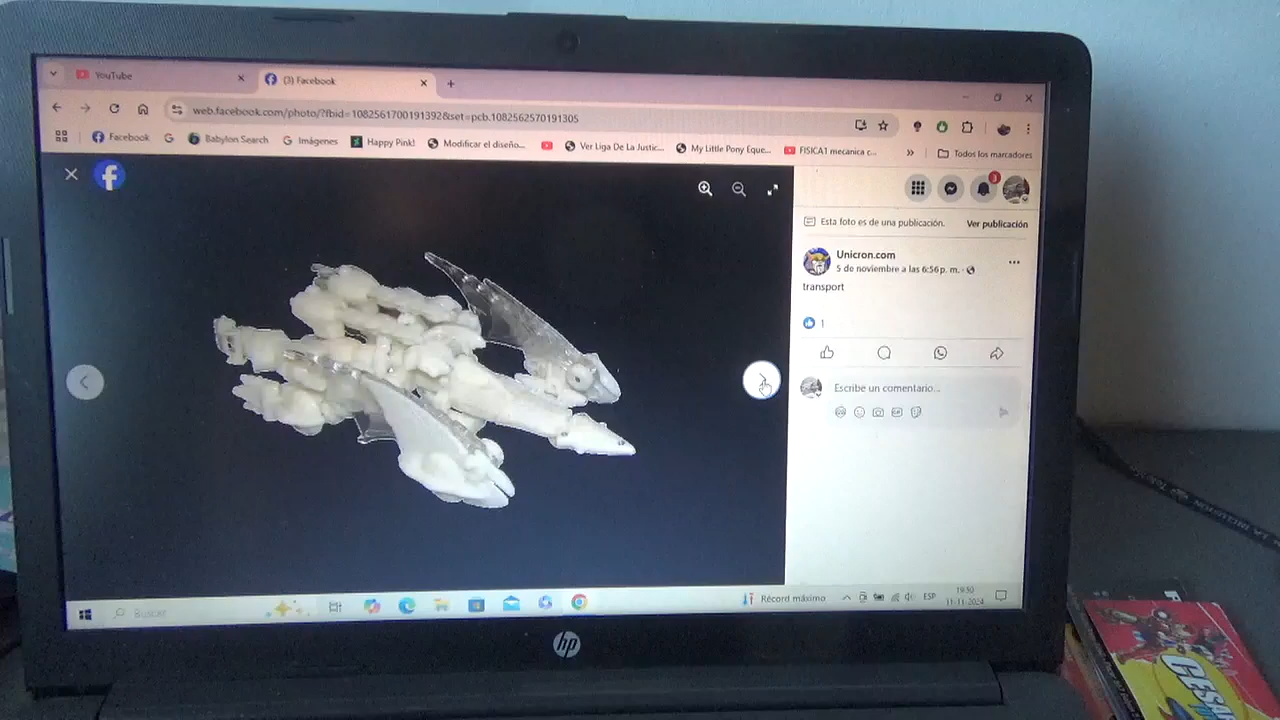 YouTube
(3) Facebook
web.facebook.com/photo/?fbid=1082561700191392&set=pcb.1082562570191305
Facebook
Babylon Search
Imágenes
Happy Pink!
Modificar el diseño...
Ver Liga De La Justic...
My Little Pony Eque...
FISICA1 mecanica c...
»
Todos los marcadores
3
Esta foto es de una publicación.
Ver publicación
Unicron.com
5 de noviembre a las 6:56 p. m. ·
transport
1
Escribe un comentario...
Buscar
Récord máximo
ESP
19:50
11-11-2024
hp